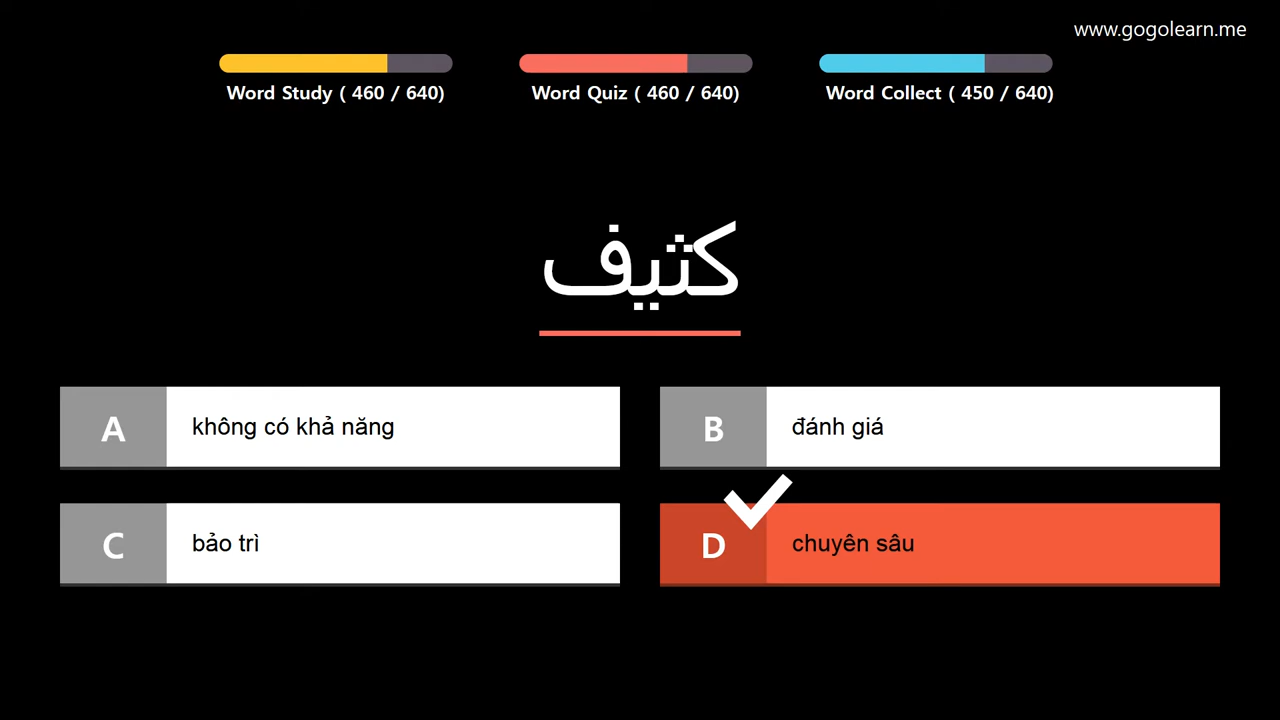 www.gogolearn.me
Word Study ( 460 / 640)
Word Quiz ( 460 / 640)
Word Collect ( 450 / 640)
كثيف
A không có khả năng
B đánh giá
C bảo trì
D chuyên sâu